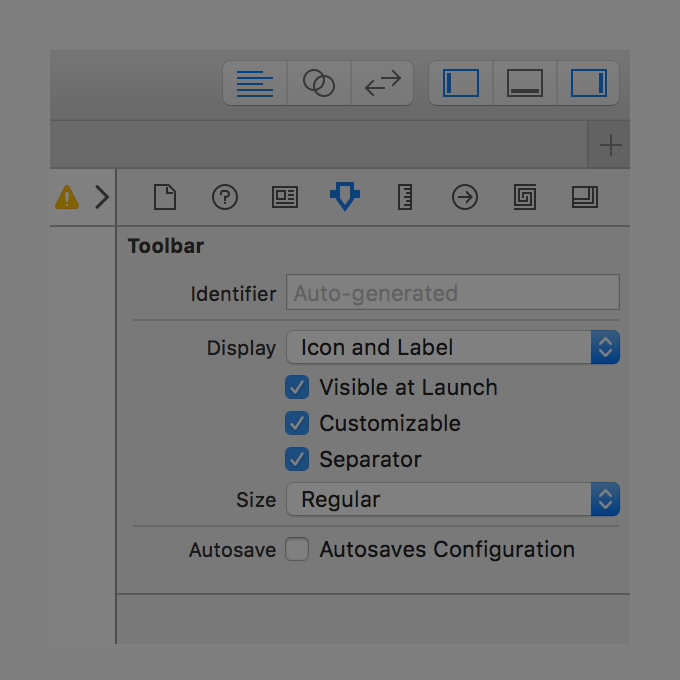 Toolbar
Identifier Auto-generated
Display Icon and Label
Visible at Launch
Customizable
Separator
Size Regular
Autosave Autosaves Configuration